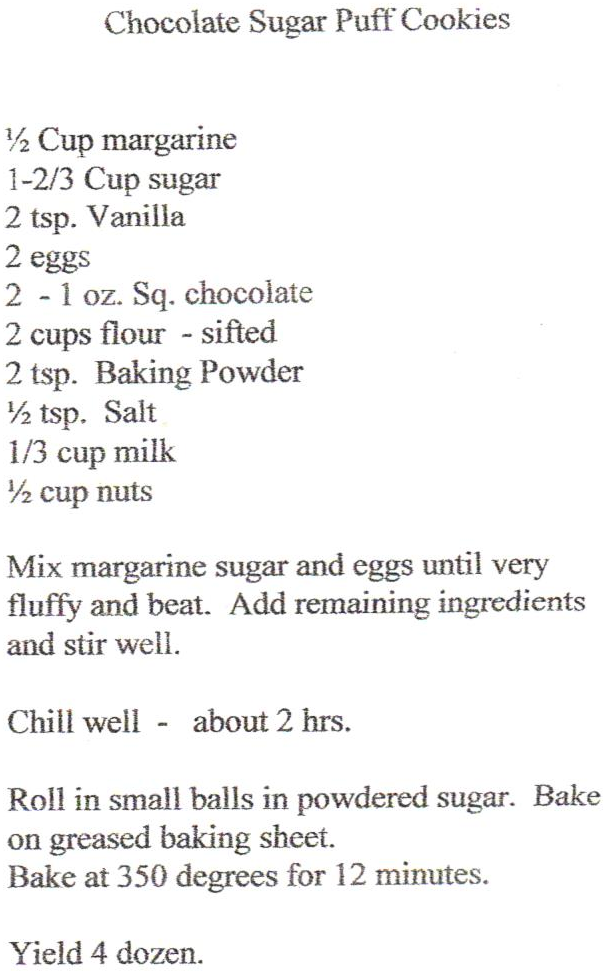 Chocolate Sugar Puff Cookies
½ Cup margarine
1-2/3 Cup sugar
2 tsp. Vanilla
2 eggs
2 - 1 oz. Sq. chocolate
2 cups flour - sifted
2 tsp. Baking Powder
½ tsp. Salt
1/3 cup milk
½ cup nuts
Mix margarine sugar and eggs until very
fluffy and beat. Add remaining ingredients
and stir well.
Chill well - about 2 hrs.
Roll in small balls in powdered sugar. Bake
on greased baking sheet.
Bake at 350 degrees for 12 minutes.
Yield 4 dozen.